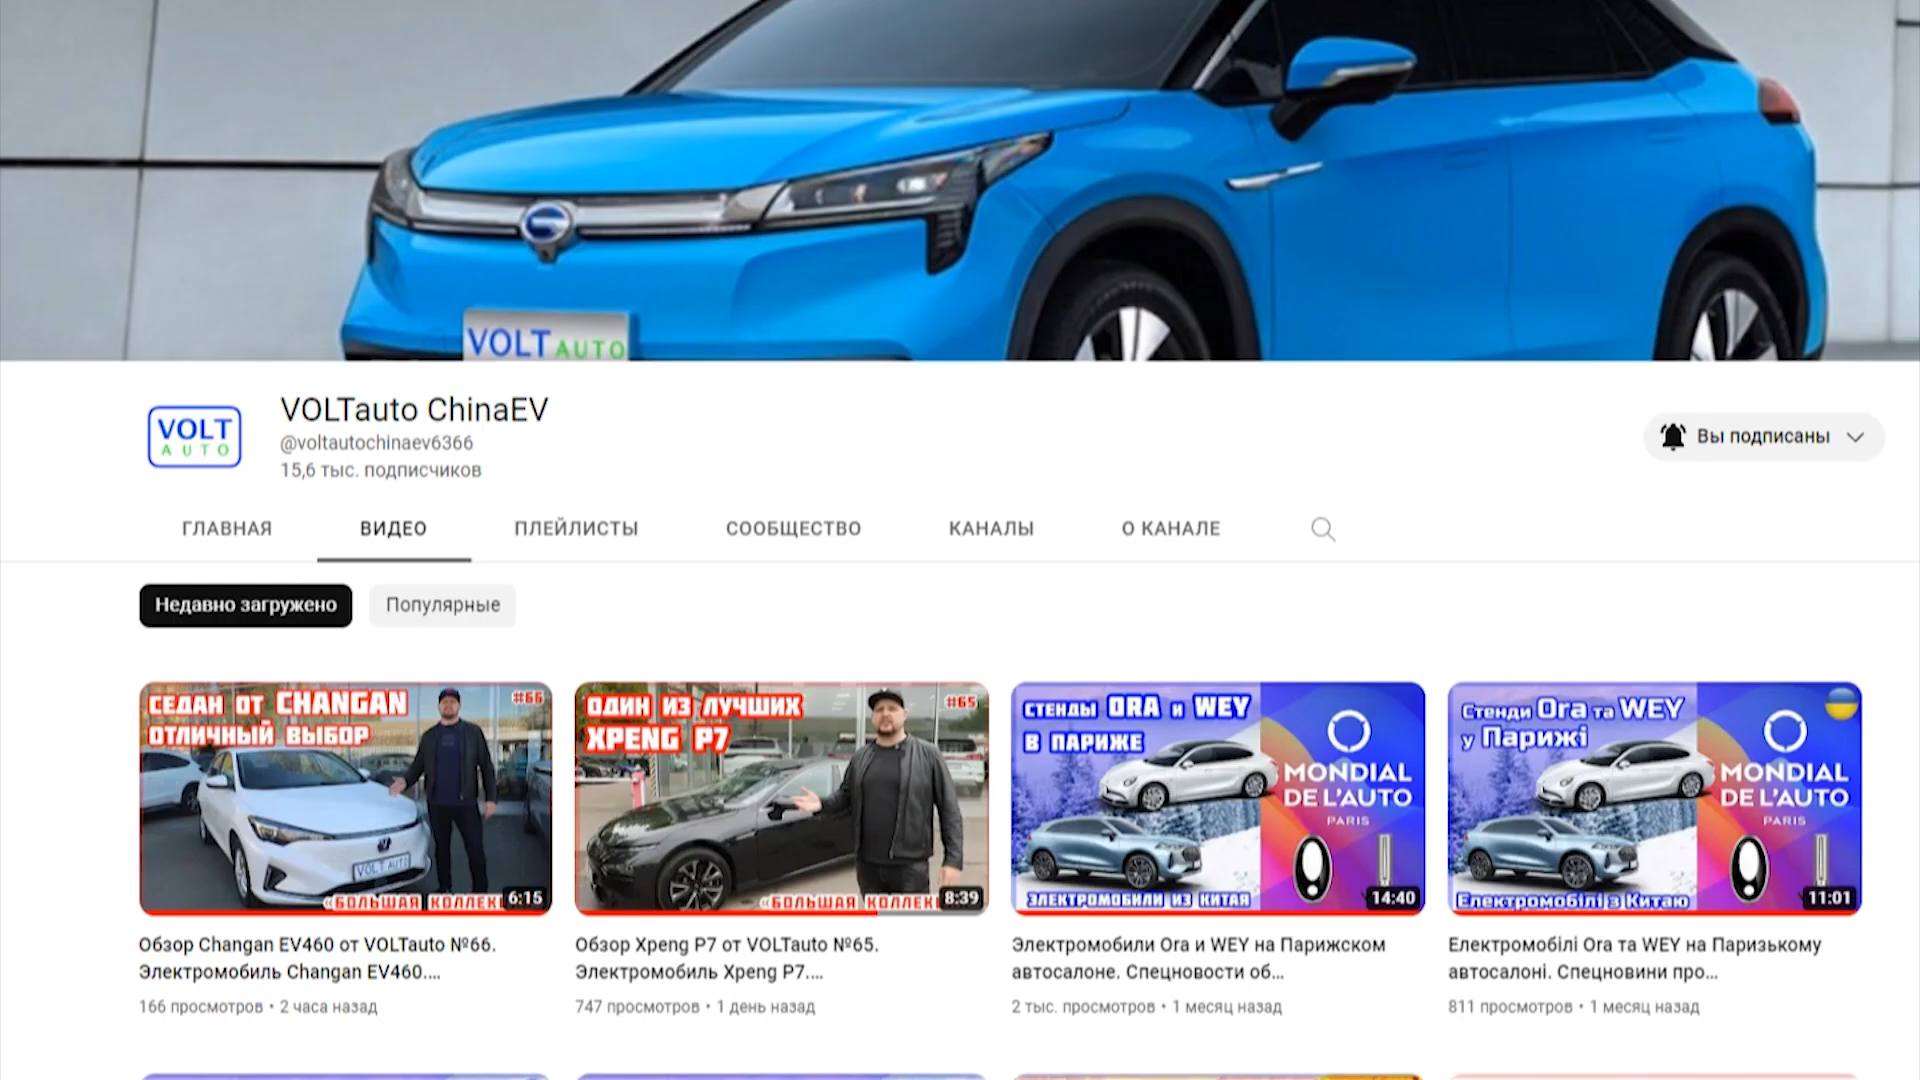 VOLT AUTO
VOLT
AUTO
VOLTauto ChinaEV
@voltautochinaev6366
15,6 тыс. подписчиков
Вы подписаны
ГЛАВНАЯ
ВИДЕО
ПЛЕЙЛИСТЫ
СООБЩЕСТВО
КАНАЛЫ
О КАНАЛЕ
Недавно загружено
Популярные
СЕДАН ОТ CHANGAN
ОТЛИЧНЫЙ ВЫБОР
#66
VOLT AUTO
«БОЛЬШАЯ КОЛЛЕК
6:15
Обзор Changan EV460 от VOLTauto №66.
Электромобиль Changan EV460....
166 просмотров • 2 часа назад
ОДИН ИЗ ЛУЧШИХ
XPENG P7
#65
«БОЛЬШАЯ КОЛЛЕК
8:39
Обзор Xpeng P7 от VOLTauto №65.
Электромобиль Xpeng P7....
747 просмотров • 1 день назад
СТЕНДЫ ORA и WEY
В ПАРИЖЕ
MONDIAL
DE L'AUTO
PARIS
ЭЛЕКТРОМОБИЛИ ИЗ КИТАЯ
14:40
Электромобили Ora и WEY на Парижском
автосалоне. Спецновости об...
2 тыс. просмотров • 1 месяц назад
Стенди Ora та WEY
у Парижі
MONDIAL
DE L'AUTO
PARIS
Електромобілі з Китаю
11:01
Електромобілі Ora та WEY на Паризькому
автосалоні. Спецновини про...
811 просмотров • 1 месяц назад